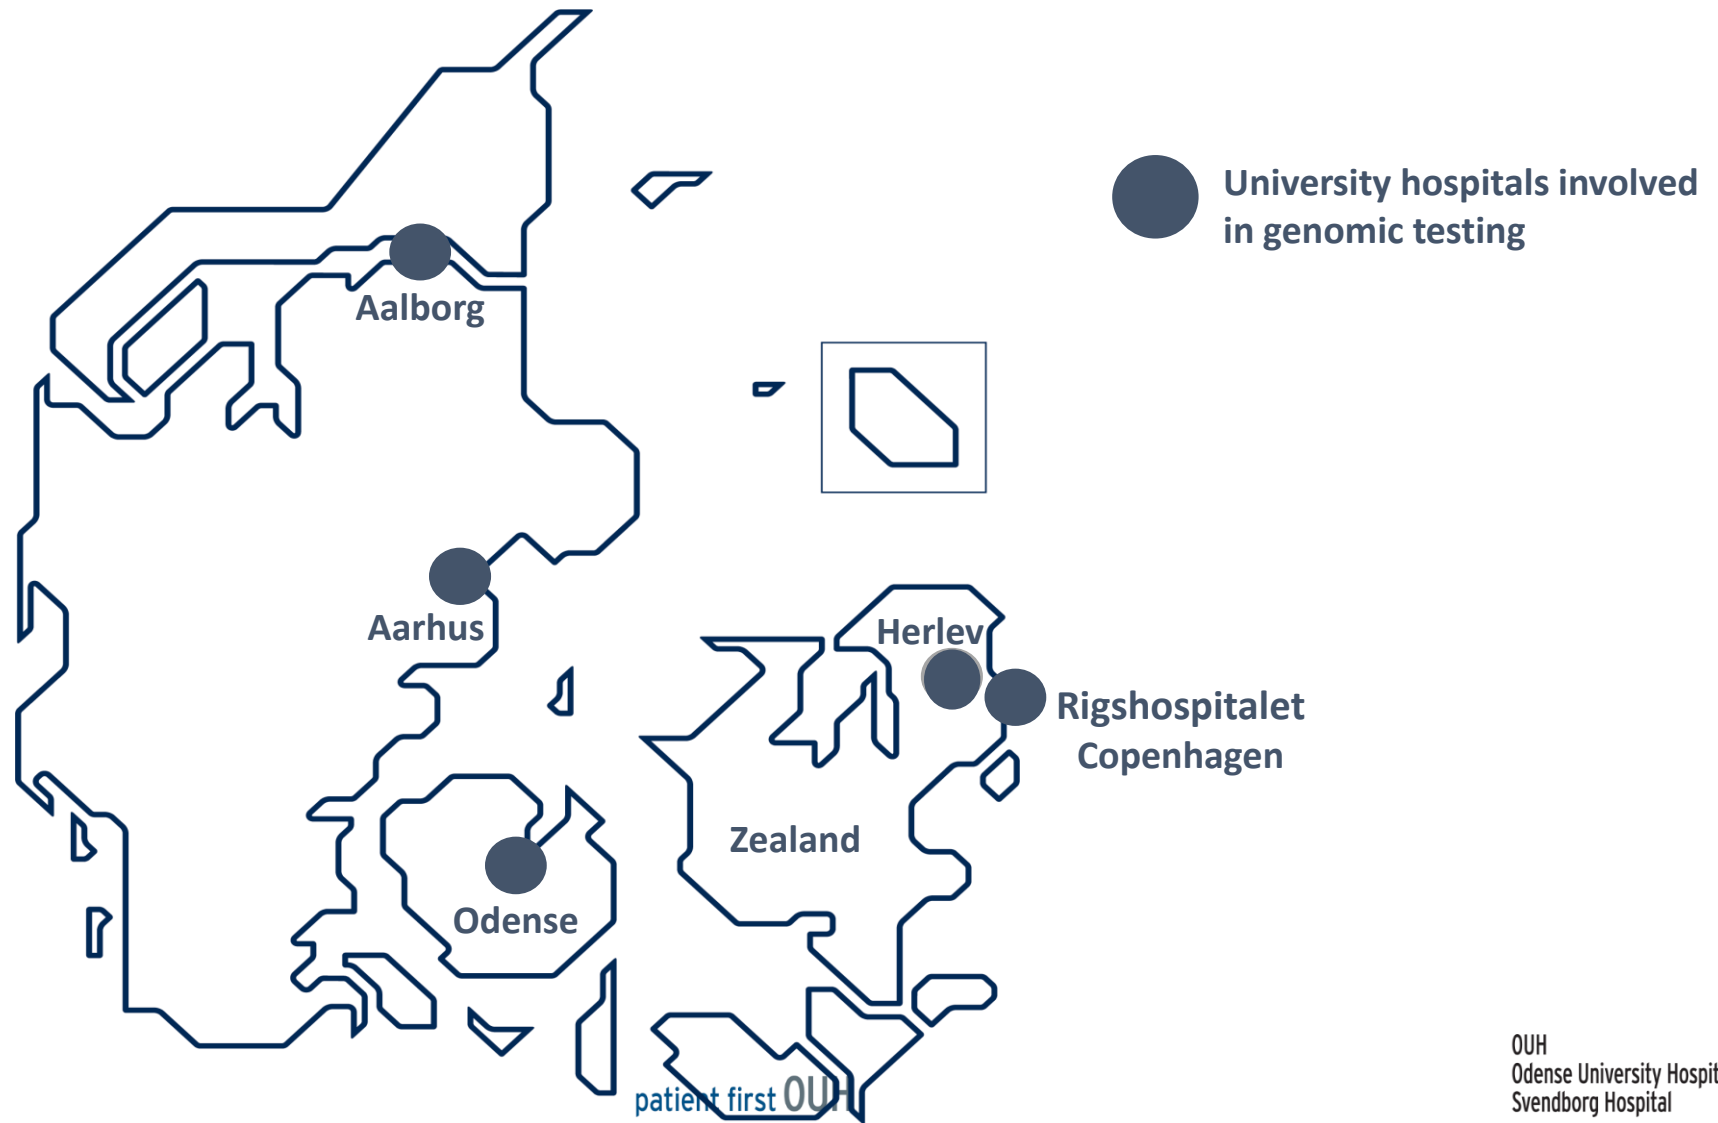 University hospitals involved
in genomic testing
Aalborg
Aarhus
Herlev
Rigshospitalet
Copenhagen
Zealand
Odense
patient first OUH
OUH
Odense University Hospit
Svendborg Hospital